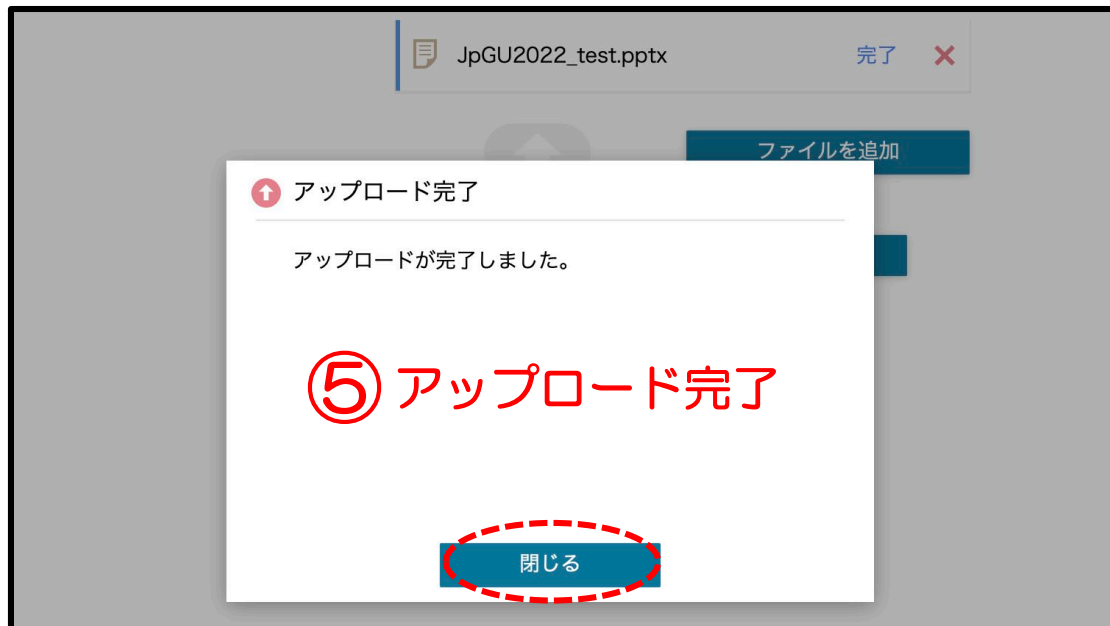 JpGU2022_test.pptx 完了
ファイルを追加
アップロード完了
アップロードが完了しました。
⑤ アップロード完了
閉じる